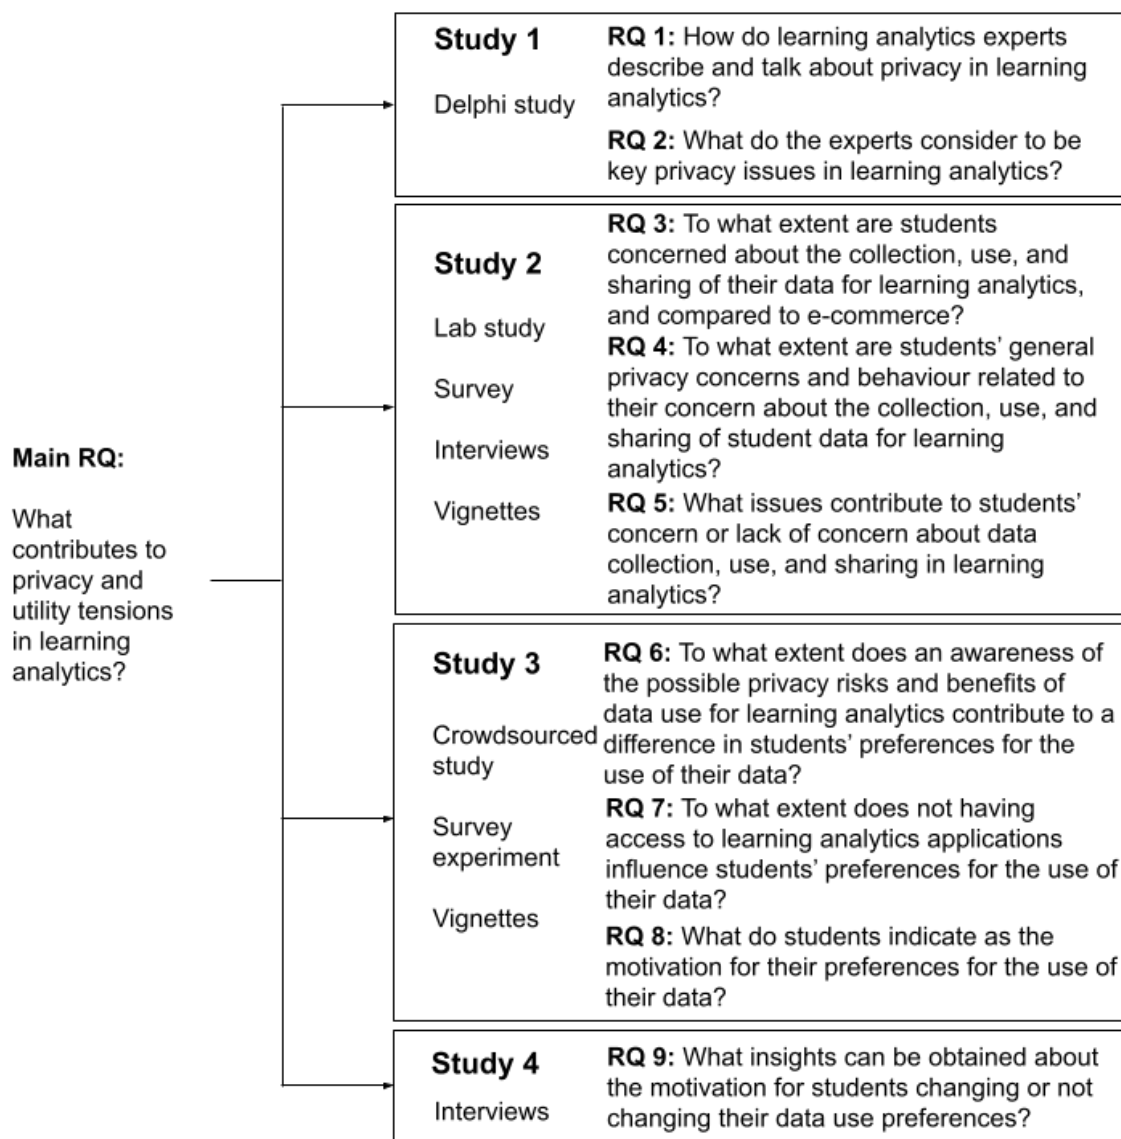 Main RQ:
What
contributes to
privacy and
utility tensions
in learning
analytics?
Study 1
Delphi study
RQ 1: How do learning analytics experts
describe and talk about privacy in learning
analytics?
RQ 2: What do the experts consider to be
key privacy issues in learning analytics?
Study 2
Lab study
Survey
Interviews
Vignettes
RQ 3: To what extent are students
concerned about the collection, use, and
sharing of their data for learning analytics,
and compared to e-commerce?
RQ 4: To what extent are students’ general
privacy concerns and behaviour related to
their concern about the collection, use, and
sharing of student data for learning
analytics?
RQ 5: What issues contribute to students’
concern or lack of concern about data
collection, use, and sharing in learning
analytics?
Study 3
Crowdsourced
study
Survey
experiment
Vignettes
RQ 6: To what extent does an awareness of
the possible privacy risks and benefits of
data use for learning analytics contribute to a
difference in students’ preferences for the
use of their data?
RQ 7: To what extent does not having
access to learning analytics applications
influence students’ preferences for the use of
their data?
RQ 8: What do students indicate as the
motivation for their preferences for the use of
their data?
Study 4
Interviews
RQ 9: What insights can be obtained about
the motivation for students changing or not
changing their data use preferences?